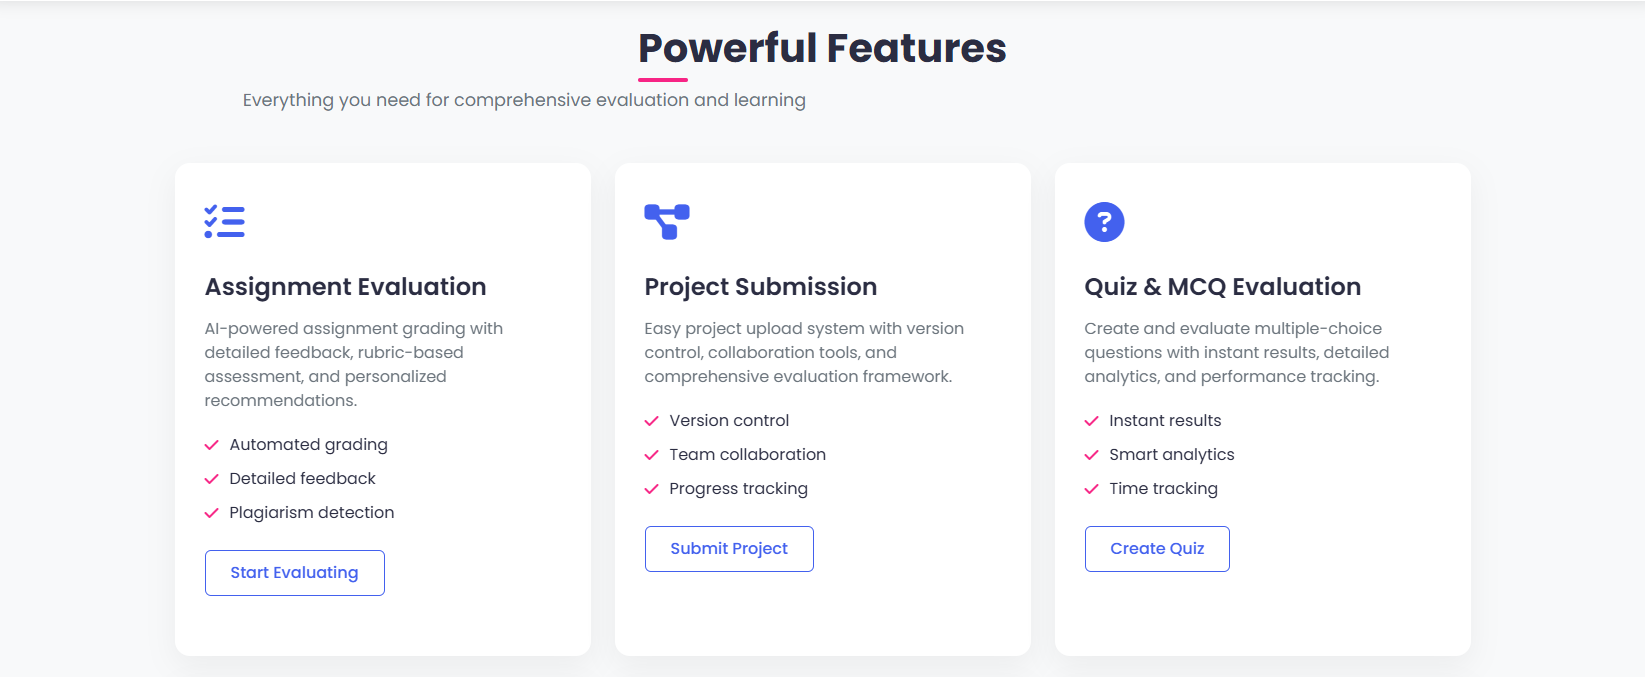 Powerful Features
Everything you need for comprehensive evaluation and learning
Assignment Evaluation
AI-powered assignment grading with
detailed feedback, rubric-based
assessment, and personalized
recommendations.
Automated grading
Detailed feedback
Plagiarism detection
Start Evaluating
Project Submission
Easy project upload system with version
control, collaboration tools, and
comprehensive evaluation framework.
Version control
Team collaboration
Progress tracking
Submit Project
?
Quiz & MCQ Evaluation
Create and evaluate multiple-choice
questions with instant results, detailed
analytics, and performance tracking.
Instant results
Smart analytics
Time tracking
Create Quiz